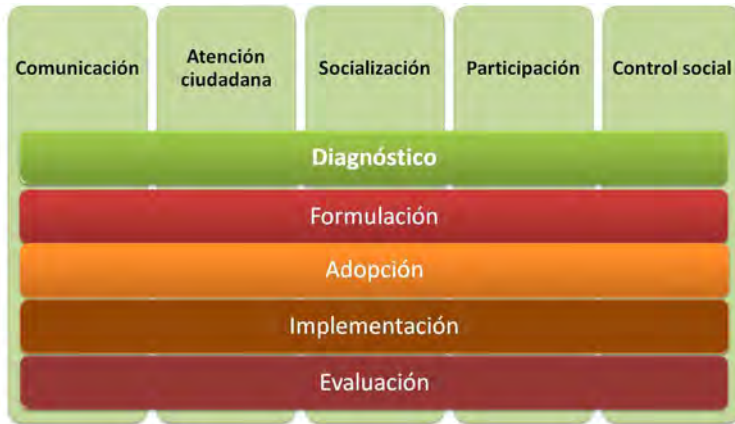 Comunicación
Atención
ciudadana
Socialización
Participación
Control social
Diagnóstico
Formulación
Adopción
Implementación
Evaluación